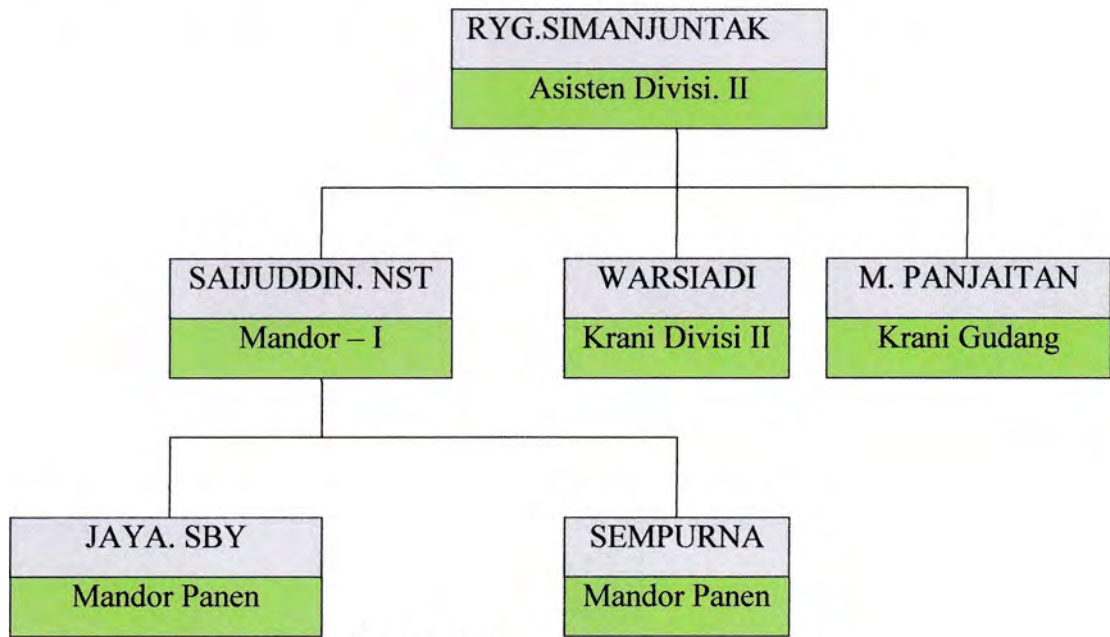 RYG.SIMANJUNTAK
Asisten Divisi. II
SAIJUDDIN. NST
Mandor – I
WARSIADI
Krani Divisi II
M. PANJAITAN
Krani Gudang
JAYA. SBY
Mandor Panen
SEMPURNA
Mandor Panen